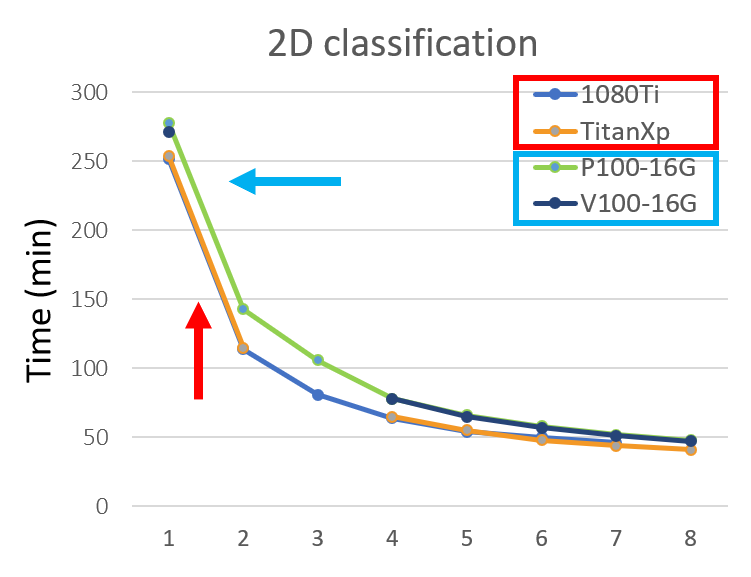 2D classification
300
250
200
150
100
50
0
Time (min)
1080Ti
TitanXp
P100-16G
V100-16G
1 2 3 4 5 6 7 8